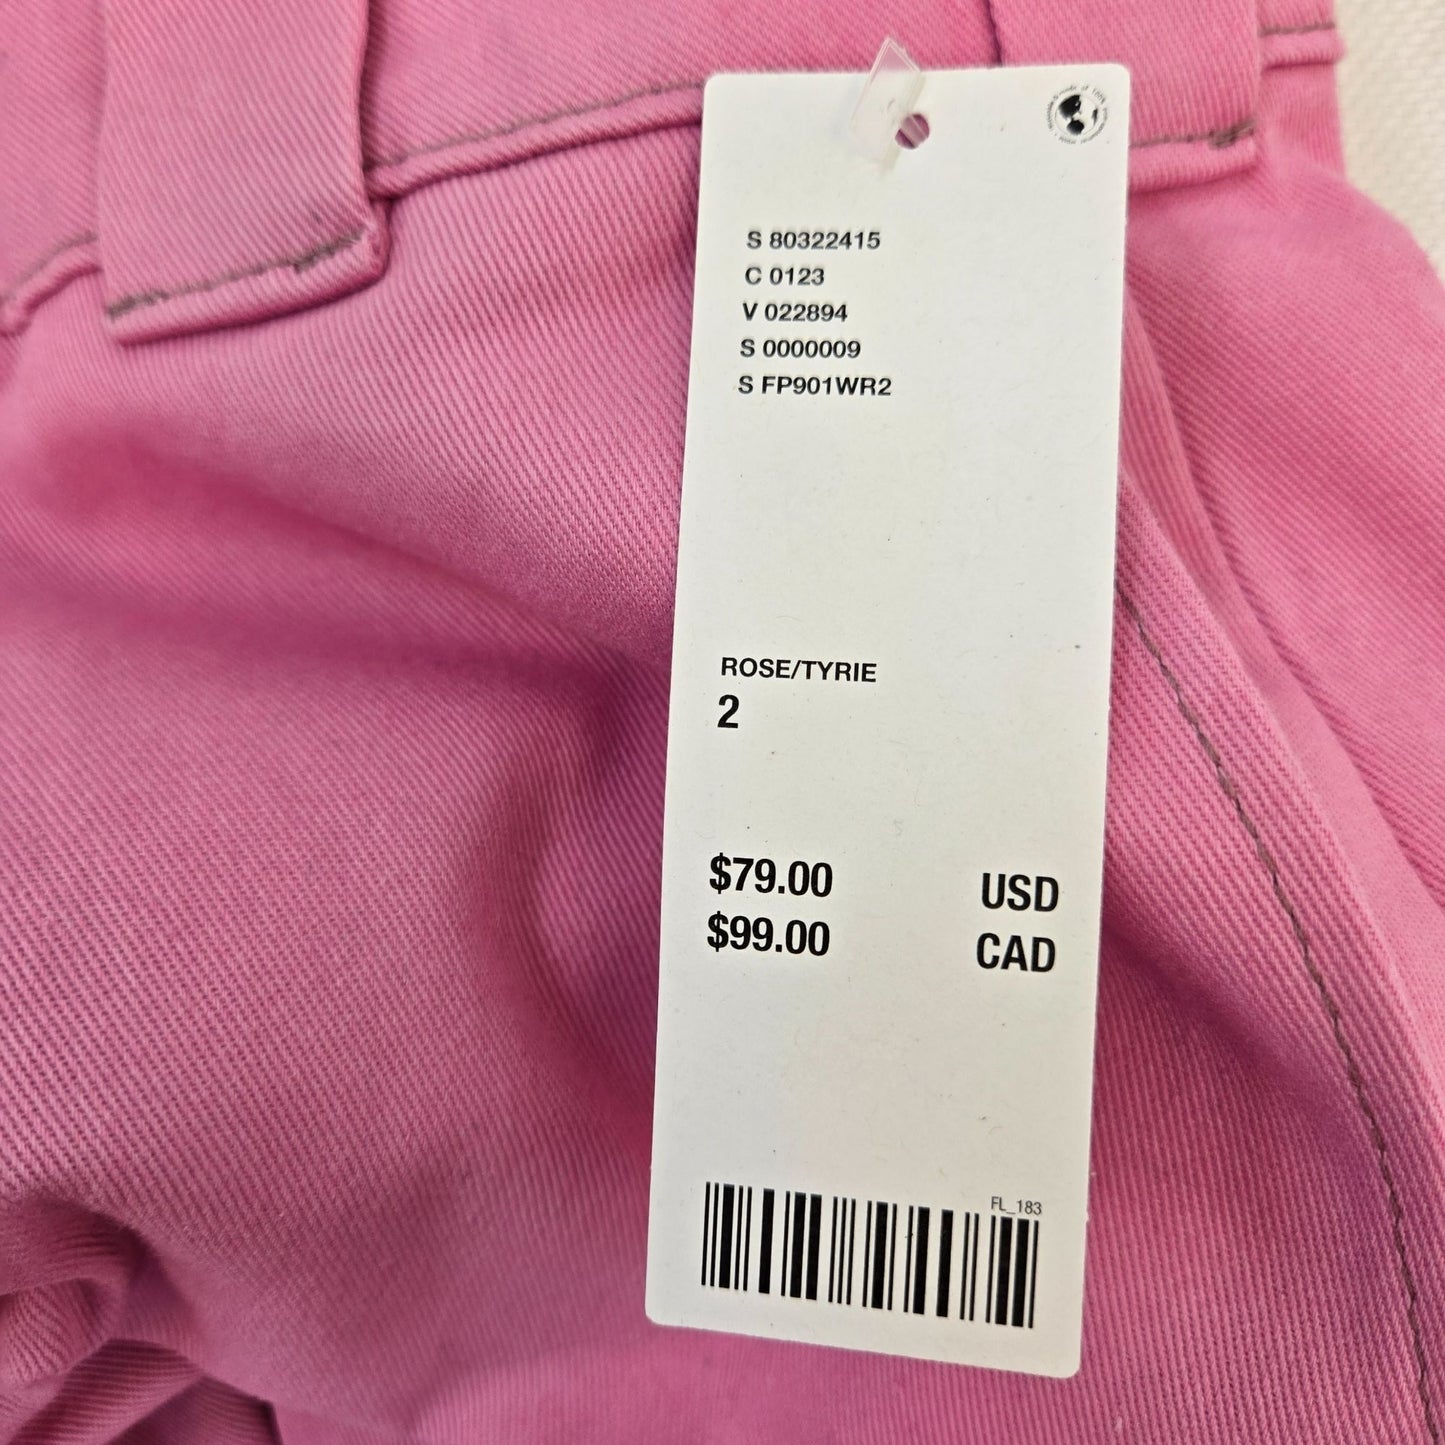 S 80322415
C 0123
V 022894
S 0000009
S FP901WR2
ROSE/TYRIE
2
$79.00 USD
$99.00 CAD
FL_183